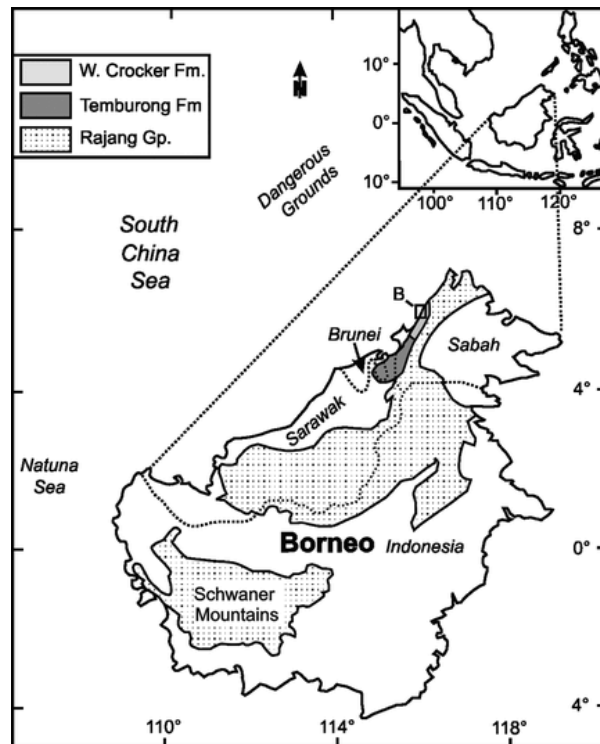 W. Crocker Fm.
Temburong Fm
Rajang Gp.
N
10°
0°
10°
100°
110°
120°
Dangerous
Grounds
South
China
Sea
8°
B
Brunei
Sabah
4°
Sarawak
Natuna
Sea
Borneo
Indonesia
0°
Schwaner
Mountains
4°
110°
114°
118°